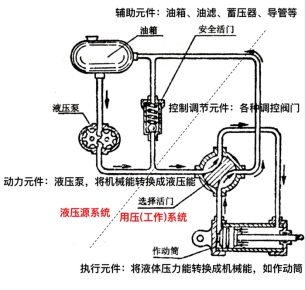 辅助元件：油箱、油滤、蓄压器、导管等
油箱
安全活门
液压泵
控制调节元件：各种调控阀门
动力元件：液压泵，将机械能转换成液压能
选择活门
液压源系统
用压(工作)系统
作动筒
执行元件：将液体压力能转换成机械能，如作动筒